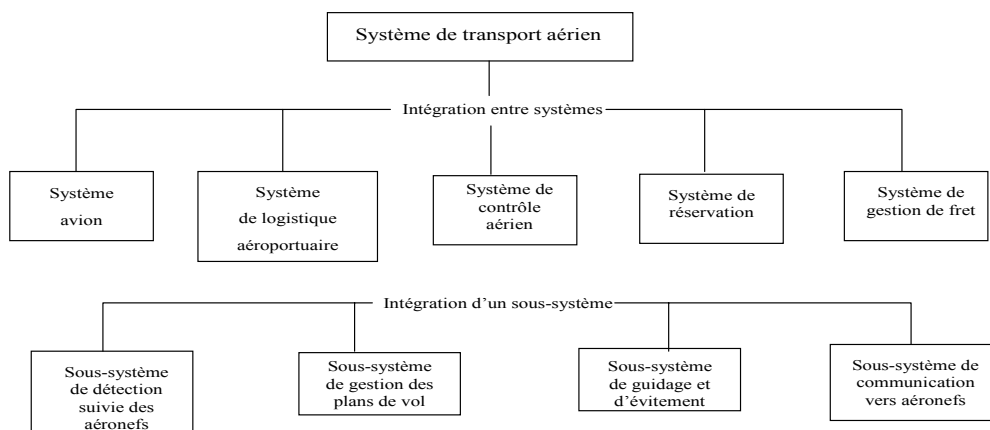 Système de transport aérien
Intégration entre systèmes
Système
avion
Système
de logistique
aéroportuaire
Système de
contrôle
aérien
Système de
réservation
Système de
gestion de fret
Intégration d'un sous-système
Sous-système
de détection
suivie des
aéronefs
Sous-système
de gestion des
plans de vol
Sous-système
de guidage et
d'évitement
Sous-système de
communication
vers aéronefs